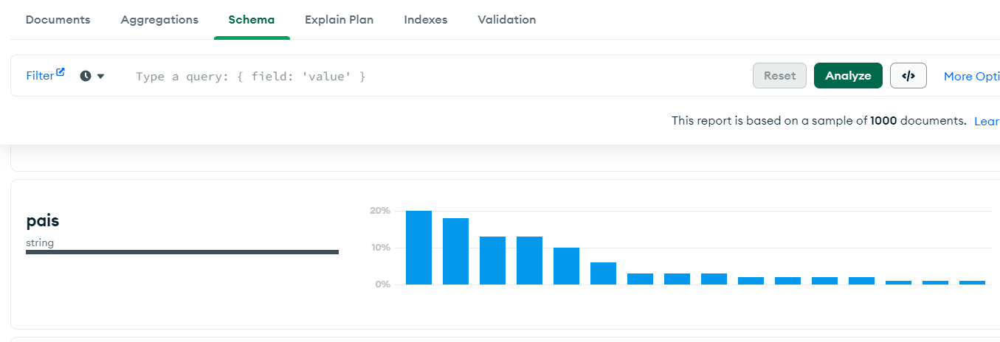 Documents Aggregations Schema Explain Plan Indexes Validation
Filter Type a query: { field: 'value' } Reset Analyze </> More Opti
This report is based on a sample of 1000 documents. Lear
pais
string
20%
10%
0%